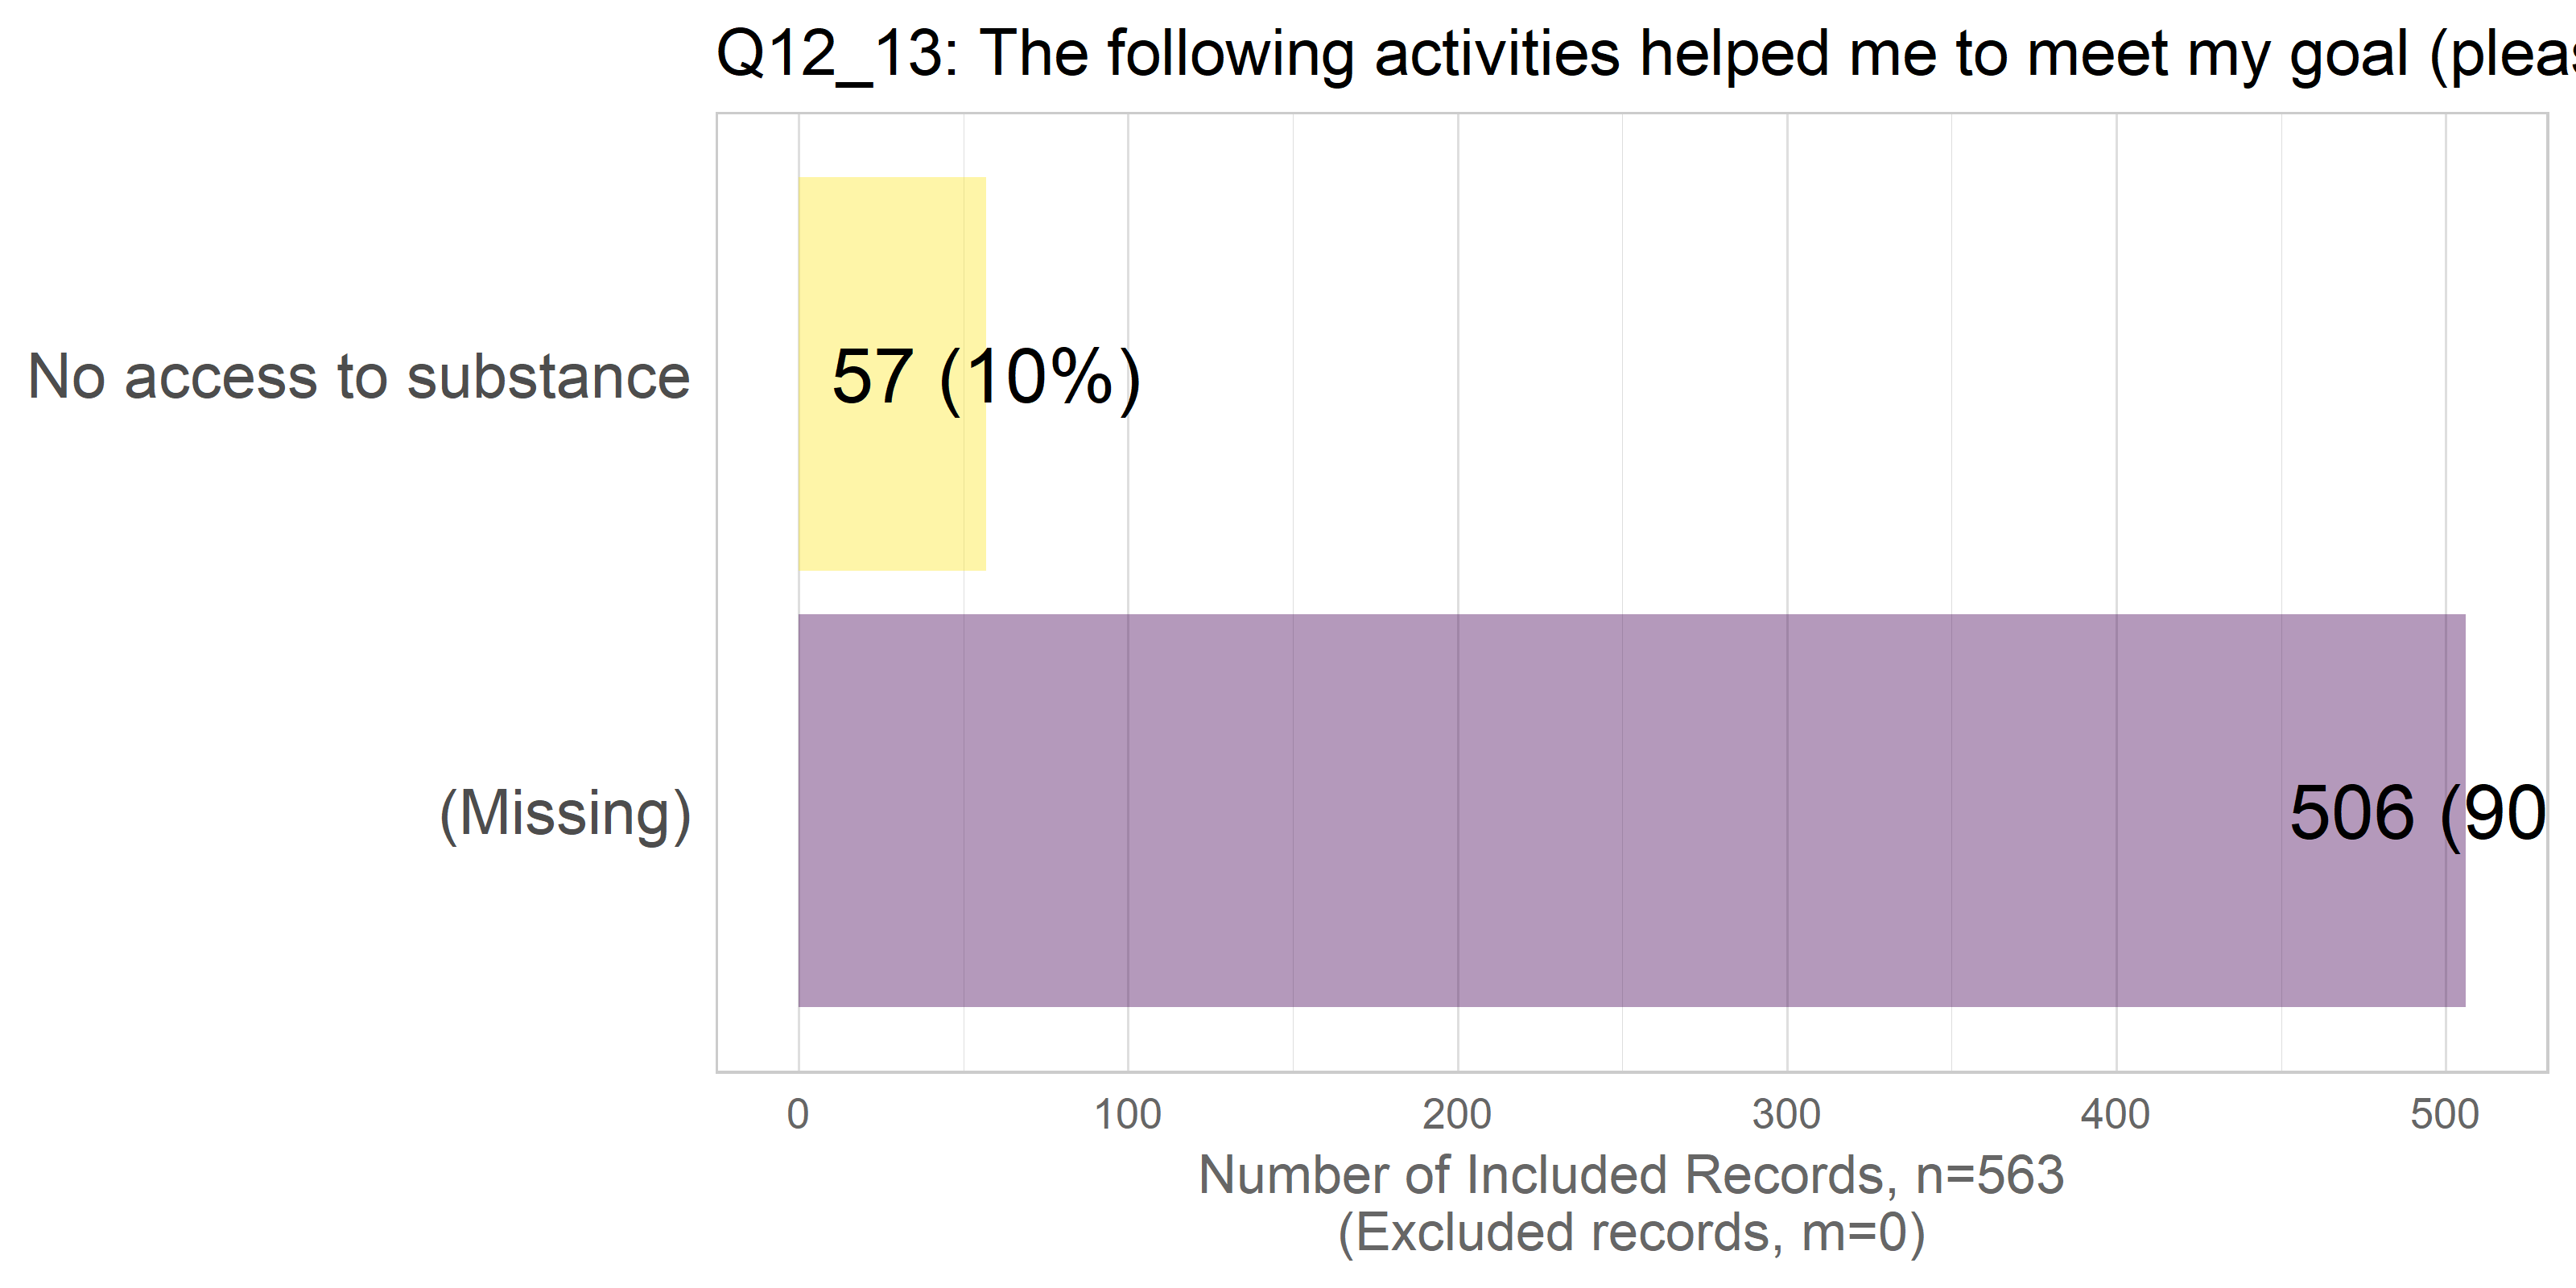 Q12_13: The following activities helped me to meet my goal (pleas
No access to substance
57 (10%)
(Missing)
506 (90
0 100 200 300 400 500
Number of Included Records, n=563
(Excluded records, m=0)